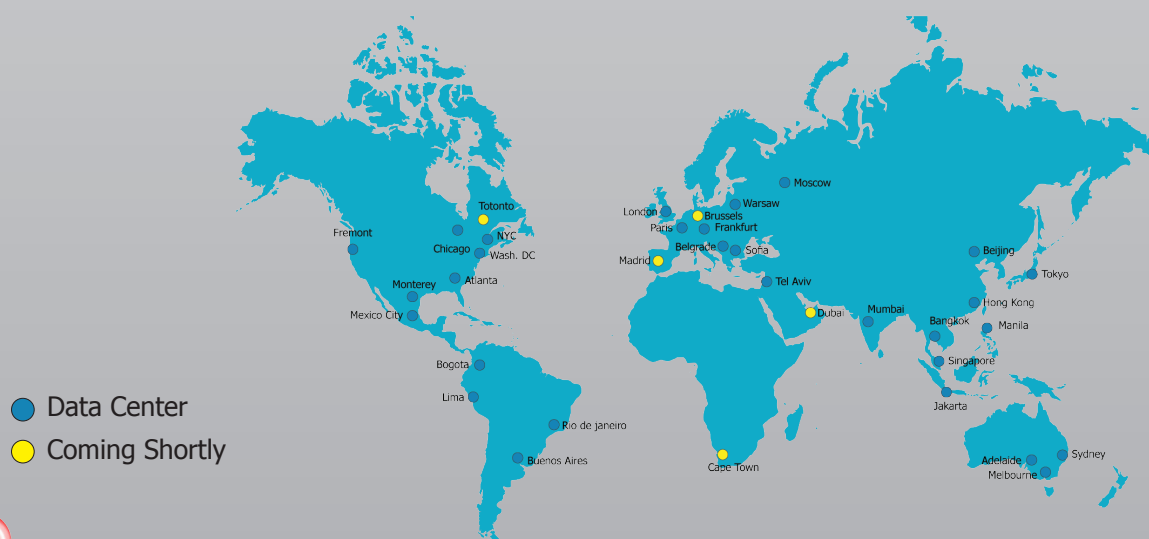 Moscow
Totonto
Warsaw
London
Brussels
Paris
Frankfurt
Fremont
NYC
Chicago
Belgrade
Sofia
Wash. DC
Madrid
Beijing
Tokyo
Atlanta
Tel Aviv
Monterey
Hong Kong
Mumbai
Mexico City
Dubai
Bangkok
Manila
Bogota
Singapore
Lima
Jakarta
Data Center
Rio de janeiro
Coming Shortly
Sydney
Buenos Aires
Adelaide
Cape Town
Melbourne